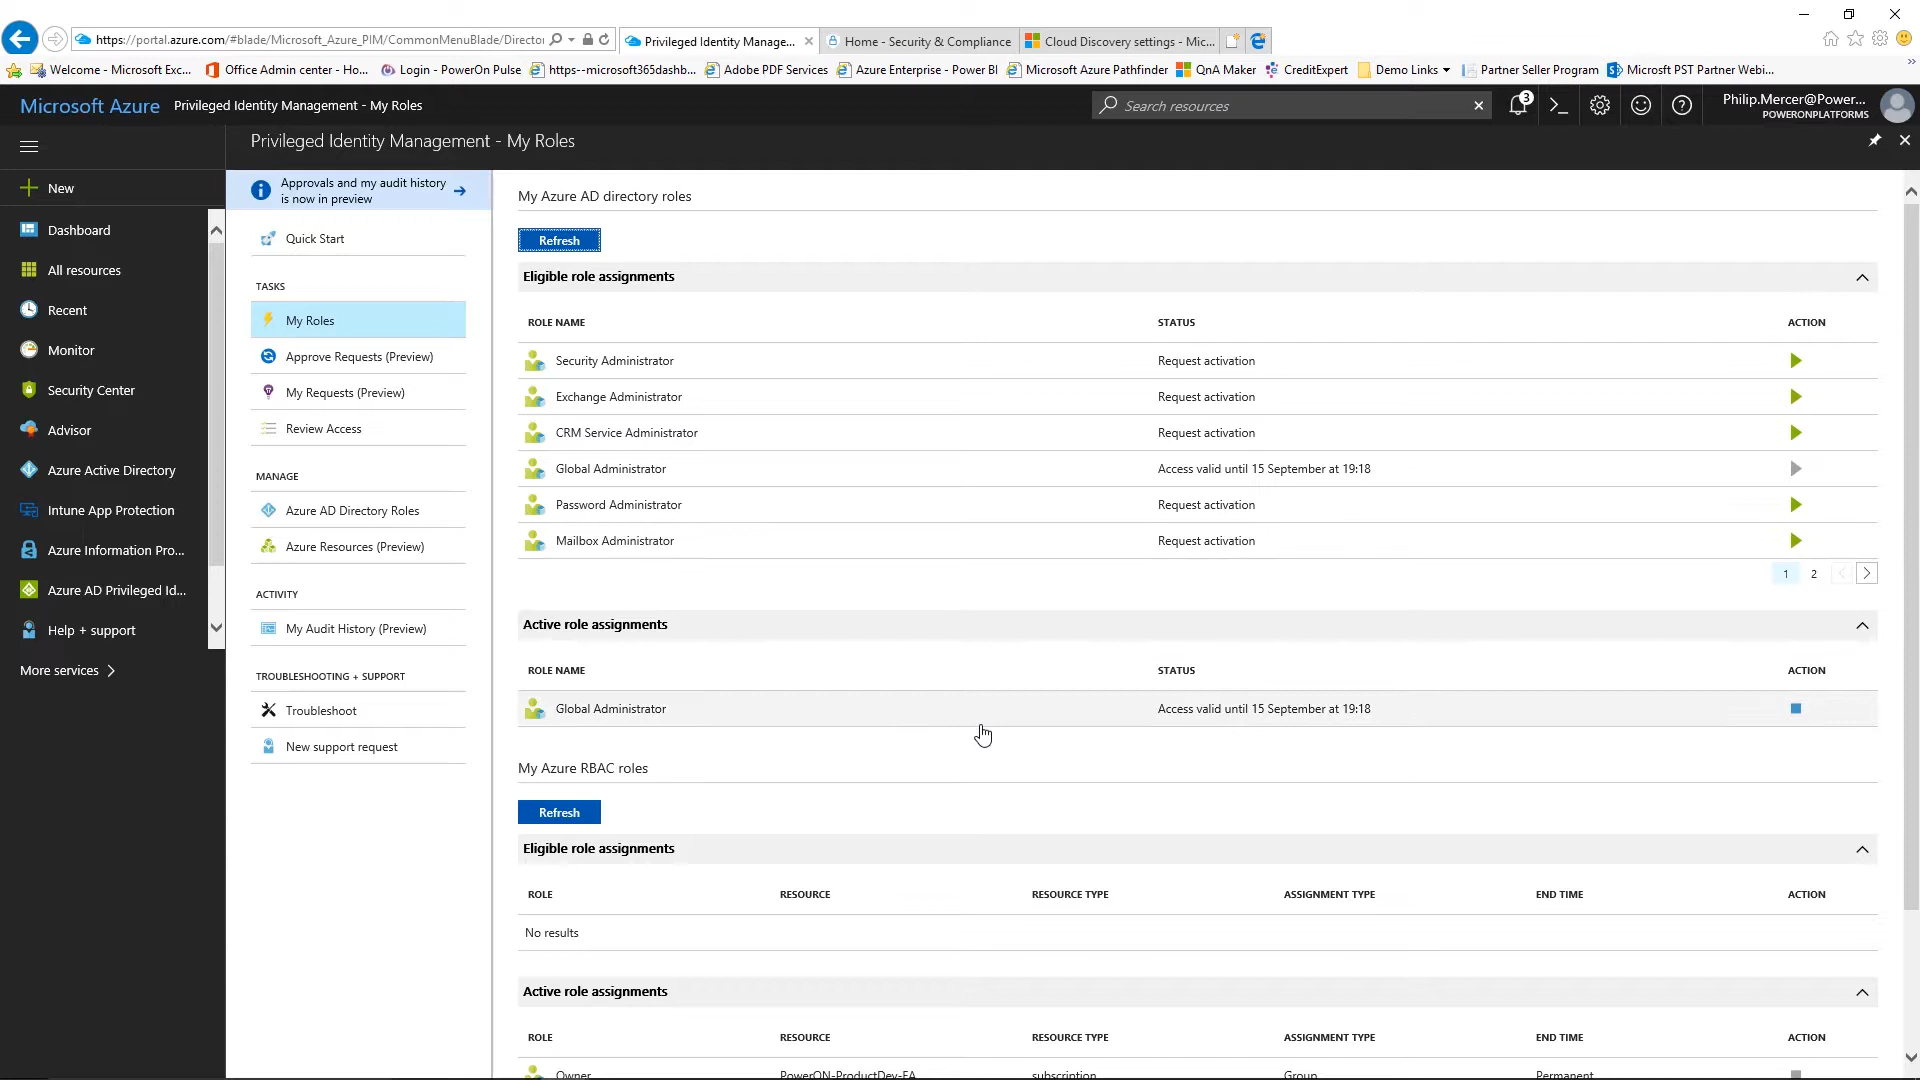 https://portal.azure.com/#blade/Microsoft_Azure_PIM/CommonMenuBlade/Director
Privileged Identity Manage...
Home - Security & Compliance
Cloud Discovery settings - Mic...
Welcome - Microsoft Exc...
Office Admin center - Ho...
Login - PowerOn Pulse
https--microsoft365dashb...
Adobe PDF Services
Azure Enterprise - Power BI
Microsoft Azure Pathfinder
QnA Maker
CreditExpert
Demo Links
Partner Seller Program
Microsft PST Partner Webi...
Microsoft Azure
Privileged Identity Management - My Roles
Search resources
3
Philip.Mercer@Power...
POWERONPLATFORMS
Privileged Identity Management - My Roles
New
Dashboard
All resources
Recent
Monitor
Security Center
Advisor
Azure Active Directory
Intune App Protection
Azure Information Pro...
Azure AD Privileged Id...
Help + support
More services
Approvals and my audit history
is now in preview
Quick Start
TASKS
My Roles
Approve Requests (Preview)
My Requests (Preview)
Review Access
MANAGE
Azure AD Directory Roles
Azure Resources (Preview)
ACTIVITY
My Audit History (Preview)
TROUBLESHOOTING + SUPPORT
Troubleshoot
New support request
My Azure AD directory roles
Refresh
Eligible role assignments
ROLE NAME STATUS ACTION
Security Administrator Request activation
Exchange Administrator Request activation
CRM Service Administrator Request activation
Global Administrator Access valid until 15 September at 19:18
Password Administrator Request activation
Mailbox Administrator Request activation
1 2
Active role assignments
ROLE NAME STATUS ACTION
Global Administrator Access valid until 15 September at 19:18
My Azure RBAC roles
Refresh
Eligible role assignments
ROLE RESOURCE RESOURCE TYPE ASSIGNMENT TYPE END TIME ACTION
No results
Active role assignments
ROLE RESOURCE RESOURCE TYPE ASSIGNMENT TYPE END TIME ACTION
Owner PowerON-ProductDev-EA subscription Group Permanent